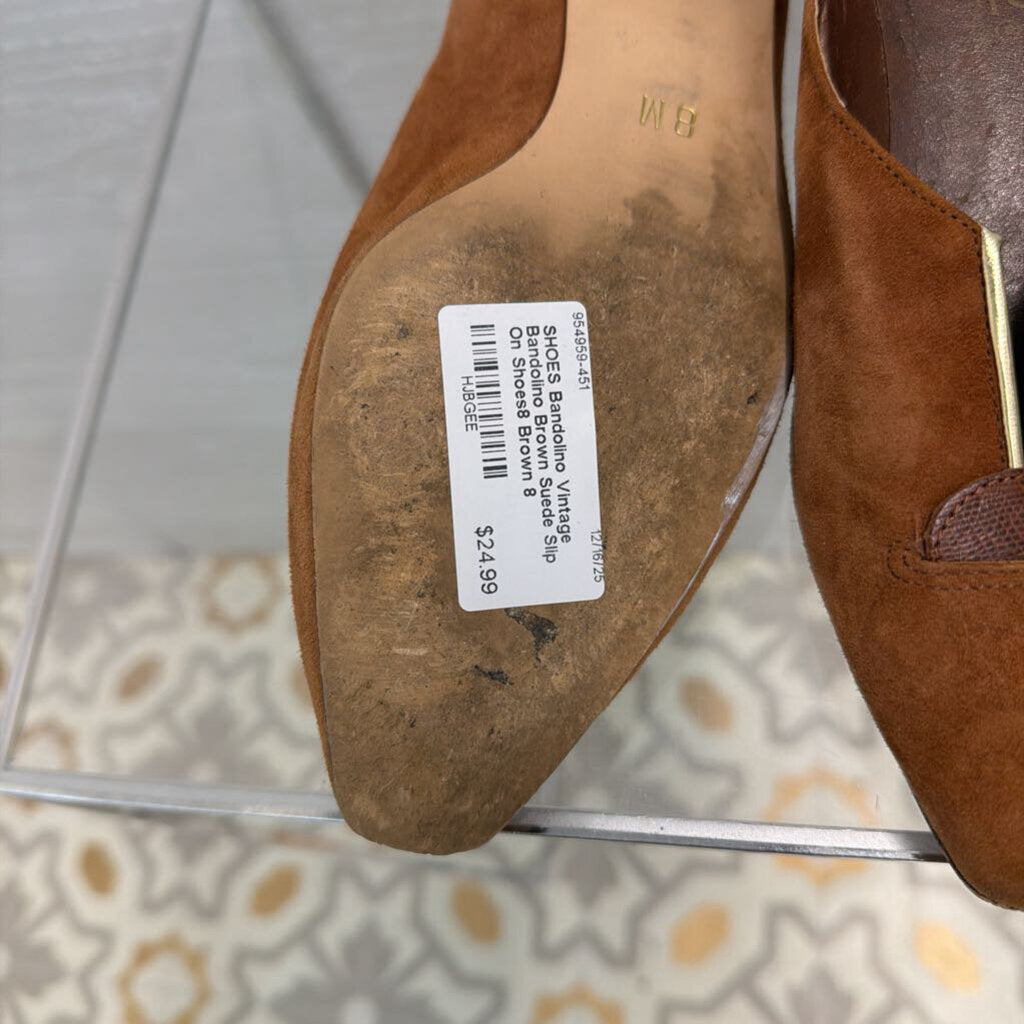 8 M
954959-451
12/16/25
SHOES Bandolino Vintage
Bandolino Brown Suede Slip
On Shoes8 Brown 8
HJBGEE
$24.99